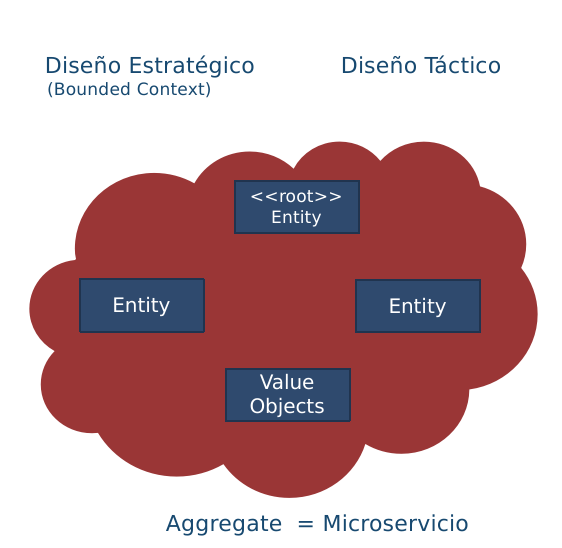 Diseño Estratégico
(Bounded Context)
Diseño Táctico
<<root>>
Entity
Entity
Entity
Value
Objects
Aggregate = Microservicio